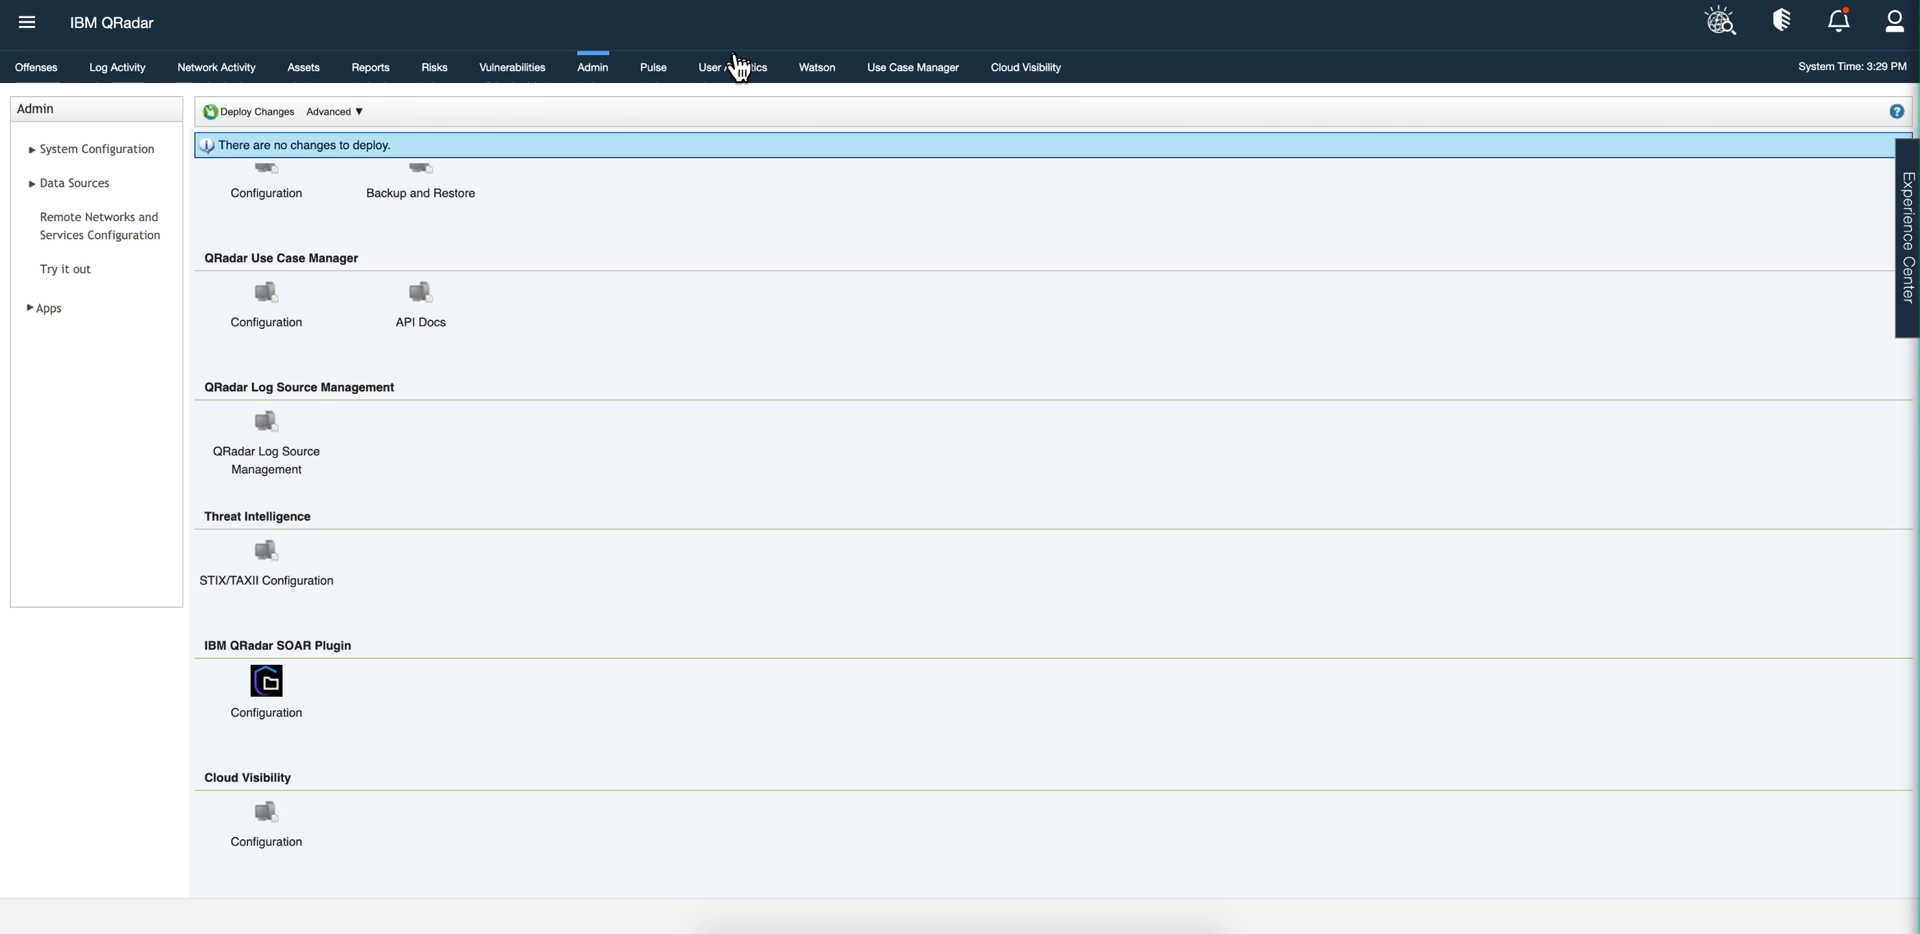 IBM QRadar
Offenses Log Activity Network Activity Assets Reports Risks Vulnerabilities Admin Pulse User Watson Use Case Manager Cloud Visibility System Time: 3:29 PM
Admin
System Configuration
Data Sources
Remote Networks and
Services Configuration
Try it out
Apps
Deploy Changes Advanced ▼
There are no changes to deploy.
Configuration Backup and Restore
QRadar Use Case Manager
Configuration API Docs
QRadar Log Source Management
QRadar Log Source
Management
Threat Intelligence
STIX/TAXII Configuration
IBM QRadar SOAR Plugin
Configuration
Cloud Visibility
Configuration
Experience Center